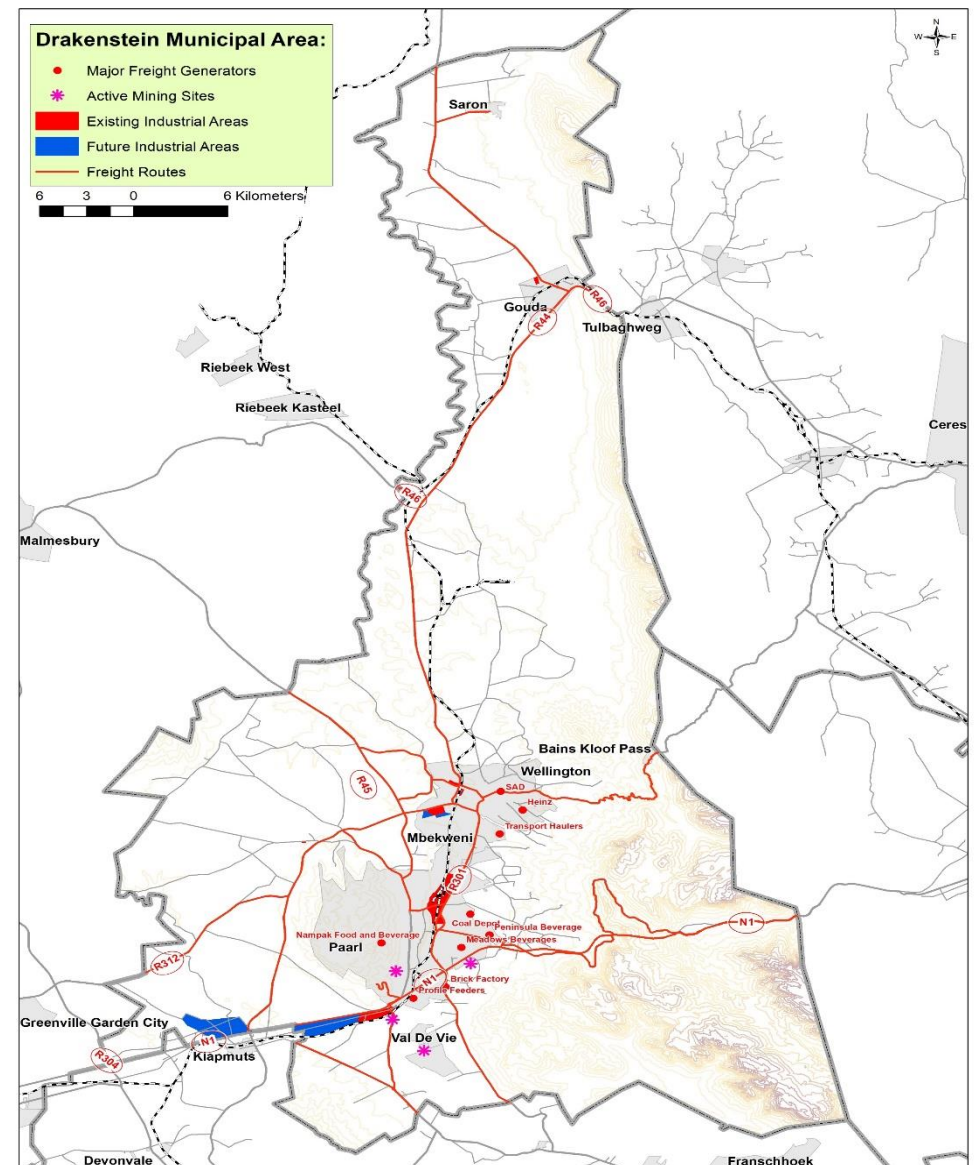 Drakenstein Municipal Area:
Major Freight Generators
Active Mining Sites
Existing Industrial Areas
Future Industrial Areas
Freight Routes
6 3 0 6 Kilometers
N
W E
S
Saron
Gouda
R46
R44
Tulbaghweg
Riebeek West
Riebeek Kasteel
Ceres
R46
Malmesbury
Bains Kloof Pass
Wellington
R45
SAD
Heinz
Transport Haulers
Mbekweni
R301
Coal Depot
Peninsula Beverage
N1
Nampak Food and Beverage
Meadows Beverages
Paarl
R312
N1
Brick Factory
Profile Feeders
Greenville Garden City
Val De Vie
N1
Klapmuts
R304
Devonvale
Franschhoek